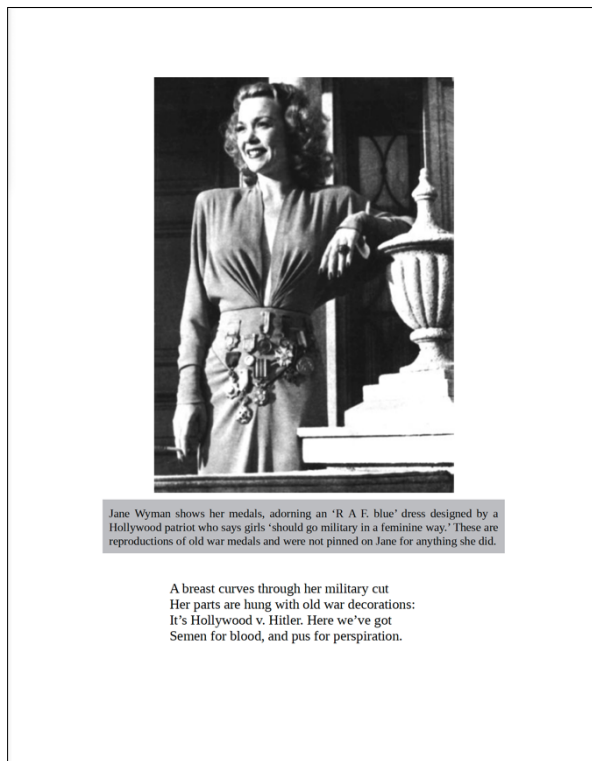 Jane Wyman shows her medals, adorning an ‘R A F. blue’ dress designed by a
Hollywood patriot who says girls ‘should go military in a feminine way.’ These are
reproductions of old war medals and were not pinned on Jane for anything she did.
A breast curves through her military cut
Her parts are hung with old war decorations:
It’s Hollywood v. Hitler. Here we’ve got
Semen for blood, and pus for perspiration.